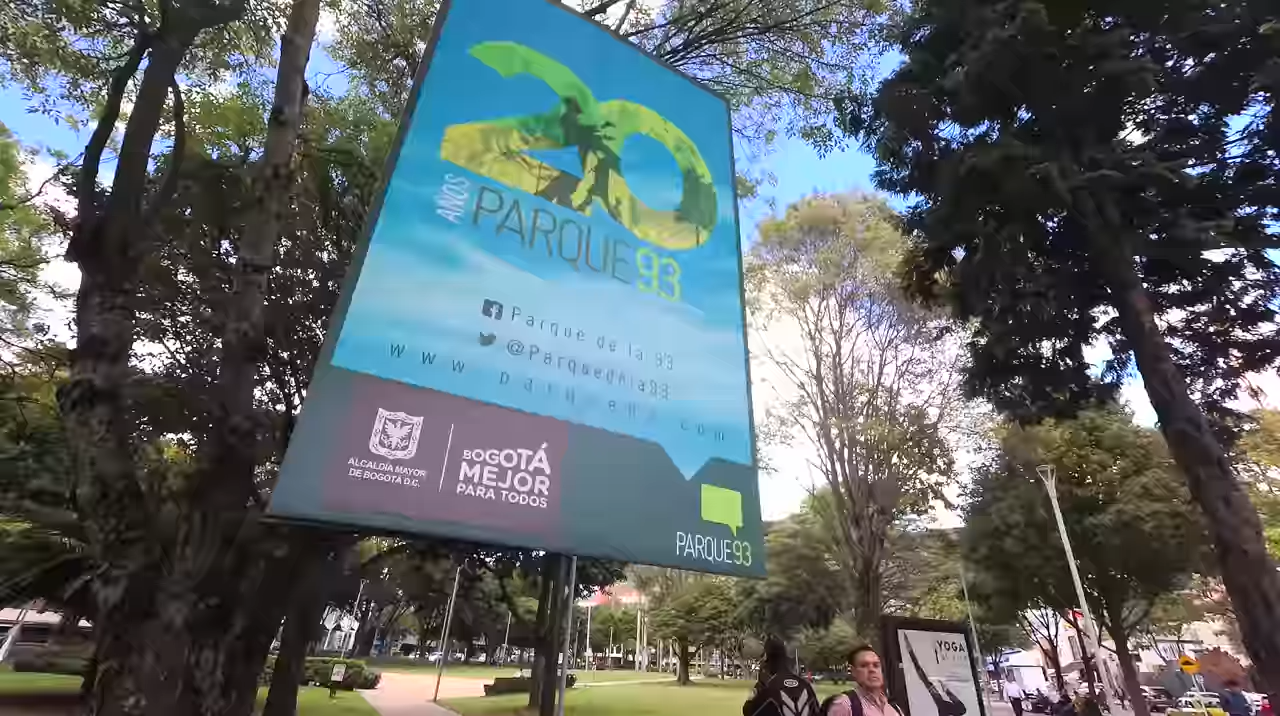 20
AÑOS
PARQUE93
Parque de la 93
@Parquedela93
www.
com
ALCALDÍA MAYOR
DE BOGOTÁ D.C.
BOGOTÁ
MEJOR
PARA TODOS
PARQUE93
YOGA